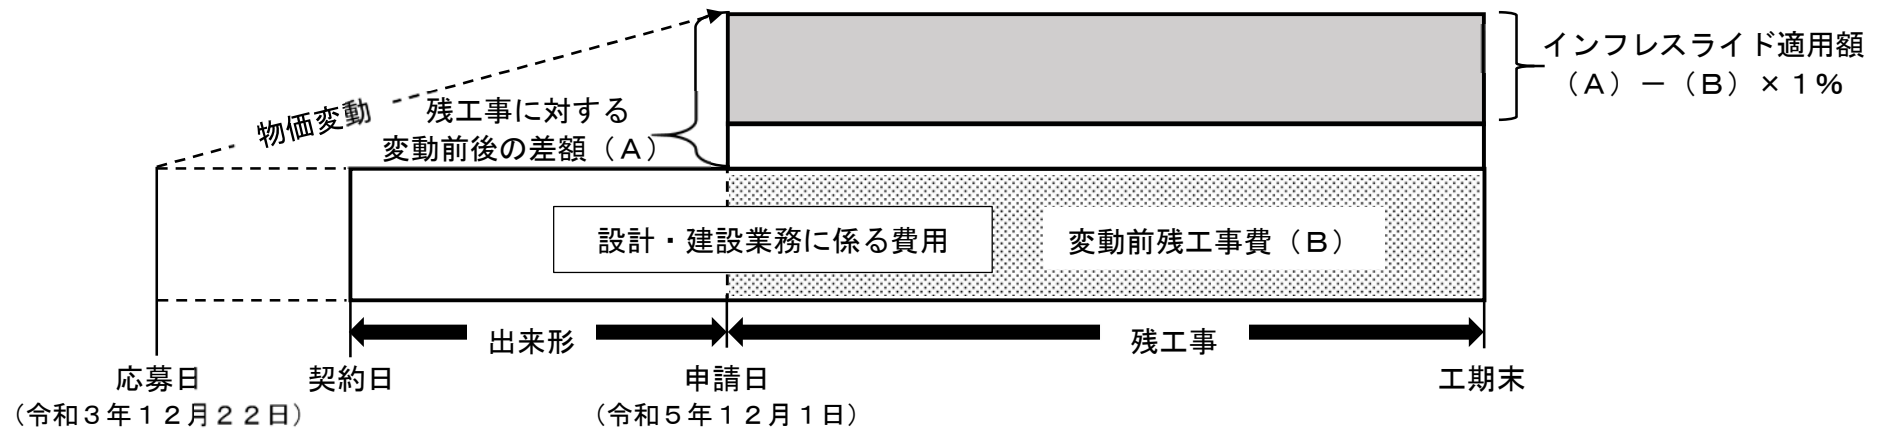 インフレスライド適用額
（Ａ）－（Ｂ）×１％
物価変動
残工事に対する
変動前後の差額（Ａ）
設計・建設業務に係る費用
変動前残工事費（Ｂ）
出来形
残工事
応募日
契約日
申請日
工期末
（令和３年１２月２２日）
（令和５年１２月１日）